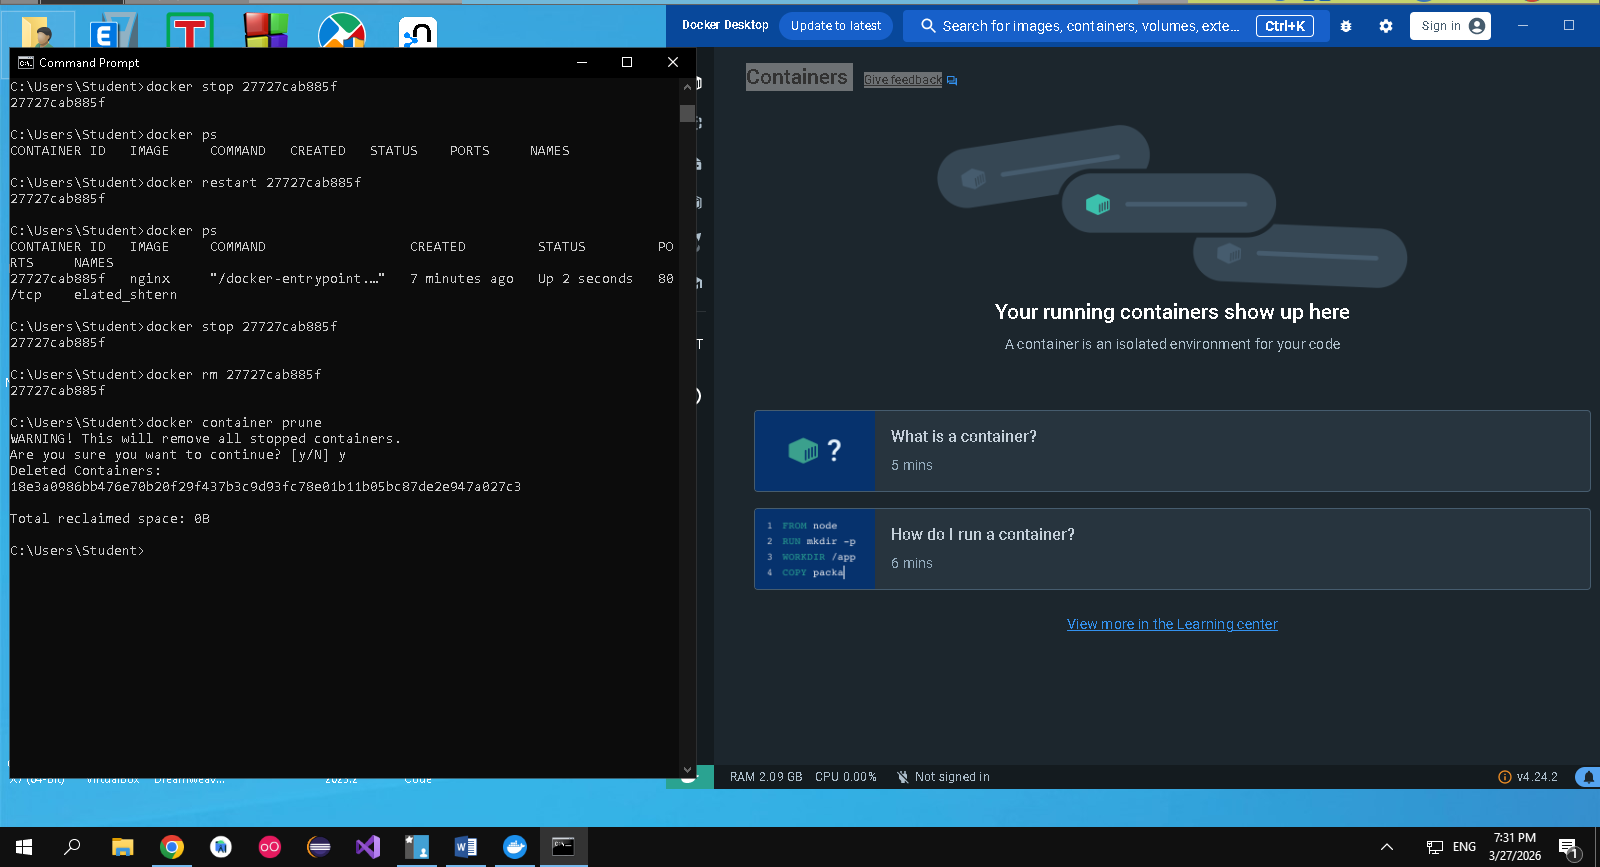 Command Prompt
C:\Users\Student>docker stop 27727cab885f
27727cab885f
C:\Users\Student>docker ps
CONTAINER ID   IMAGE     COMMAND   CREATED   STATUS    PORTS     NAMES
C:\Users\Student>docker restart 27727cab885f
27727cab885f
C:\Users\Student>docker ps
CONTAINER ID   IMAGE     COMMAND                  CREATED         STATUS         PO
RTS     NAMES
27727cab885f   nginx     "/docker-entrypoint.…"   7 minutes ago   Up 2 seconds   80
/tcp    elated_shtern
C:\Users\Student>docker stop 27727cab885f
27727cab885f
C:\Users\Student>docker rm 27727cab885f
27727cab885f
C:\Users\Student>docker container prune
WARNING! This will remove all stopped containers.
Are you sure you want to continue? [y/N] y
Deleted Containers:
18e3a0986bb476e70b20f29f437b3c9d93fc78e01b11b05bc87de2e947a027c3
Total reclaimed space: 0B
C:\Users\Student>
Docker Desktop
Update to latest
Search for images, containers, volumes, exte...
Ctrl+K
Sign in
Containers
Give feedback
Your running containers show up here
A container is an isolated environment for your code
What is a container?
5 mins
1 FROM node
2 RUN mkdir -p
3 WORKDIR /app
4 COPY packa
How do I run a container?
6 mins
View more in the Learning center
RAM 2.09 GB CPU 0.00%
Not signed in
v4.24.2
ENG
7:31 PM
3/27/2026
1